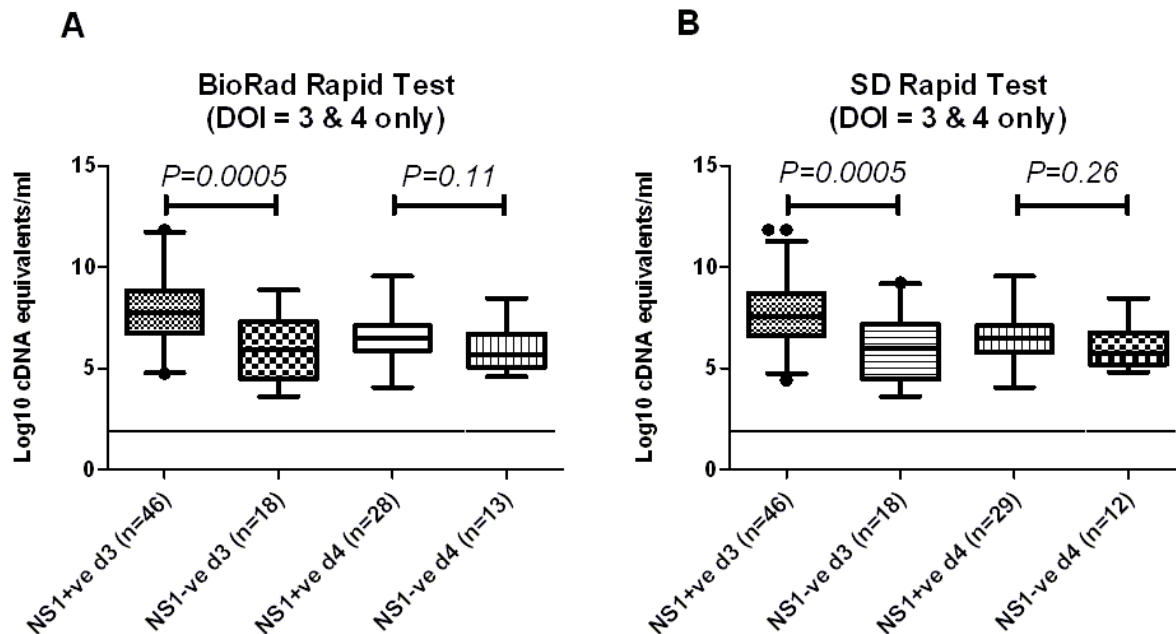 A
BioRad Rapid Test
(DOI = 3 & 4 only)
Log10 cDNA equivalents/ml
15
10
5
0
P=0.0005
P=0.11
NS1+ve d3 (n=46)
NS1-ve d3 (n=18)
NS1+ve d4 (n=28)
NS1-ve d4 (n=13)
B
SD Rapid Test
(DOI = 3 & 4 only)
Log10 cDNA equivalents/ml
15
10
5
0
P=0.0005
P=0.26
NS1+ve d3 (n=46)
NS1-ve d3 (n=18)
NS1+ve d4 (n=29)
NS1-ve d4 (n=12)